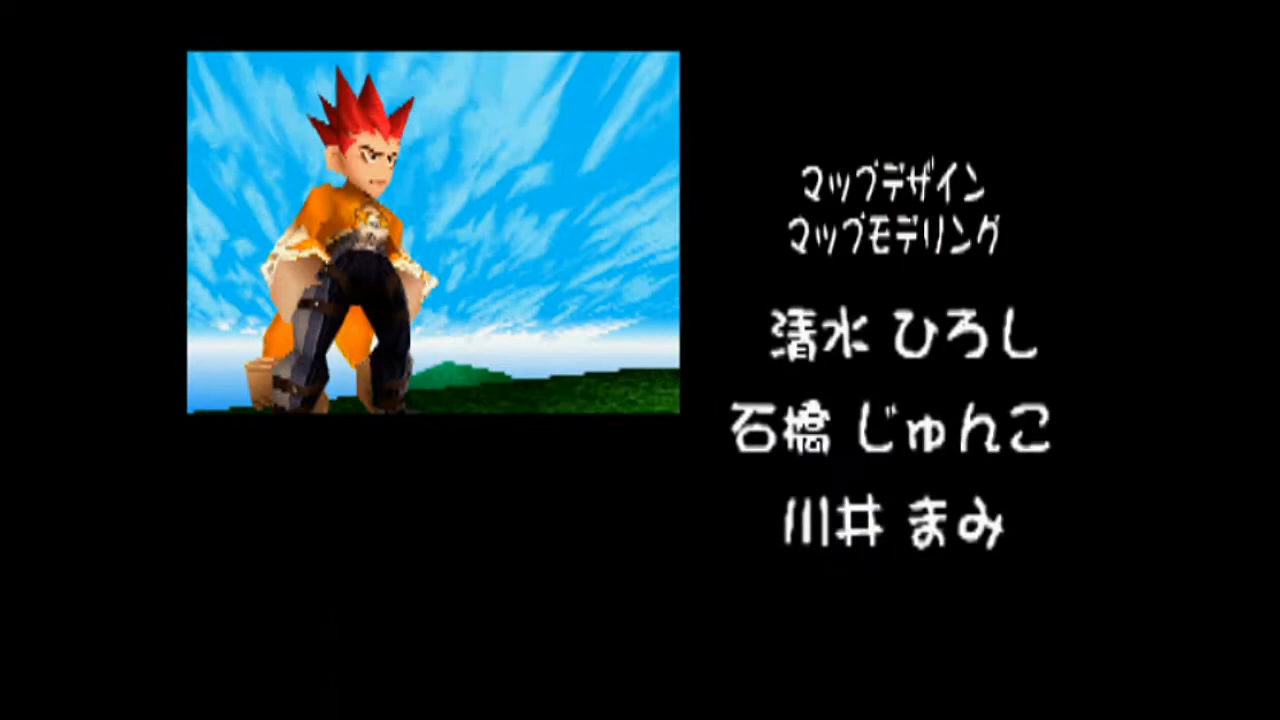 マップデザイン
マップモデリング
清水 ひろし
石橋 じゅんこ
川井 まみ